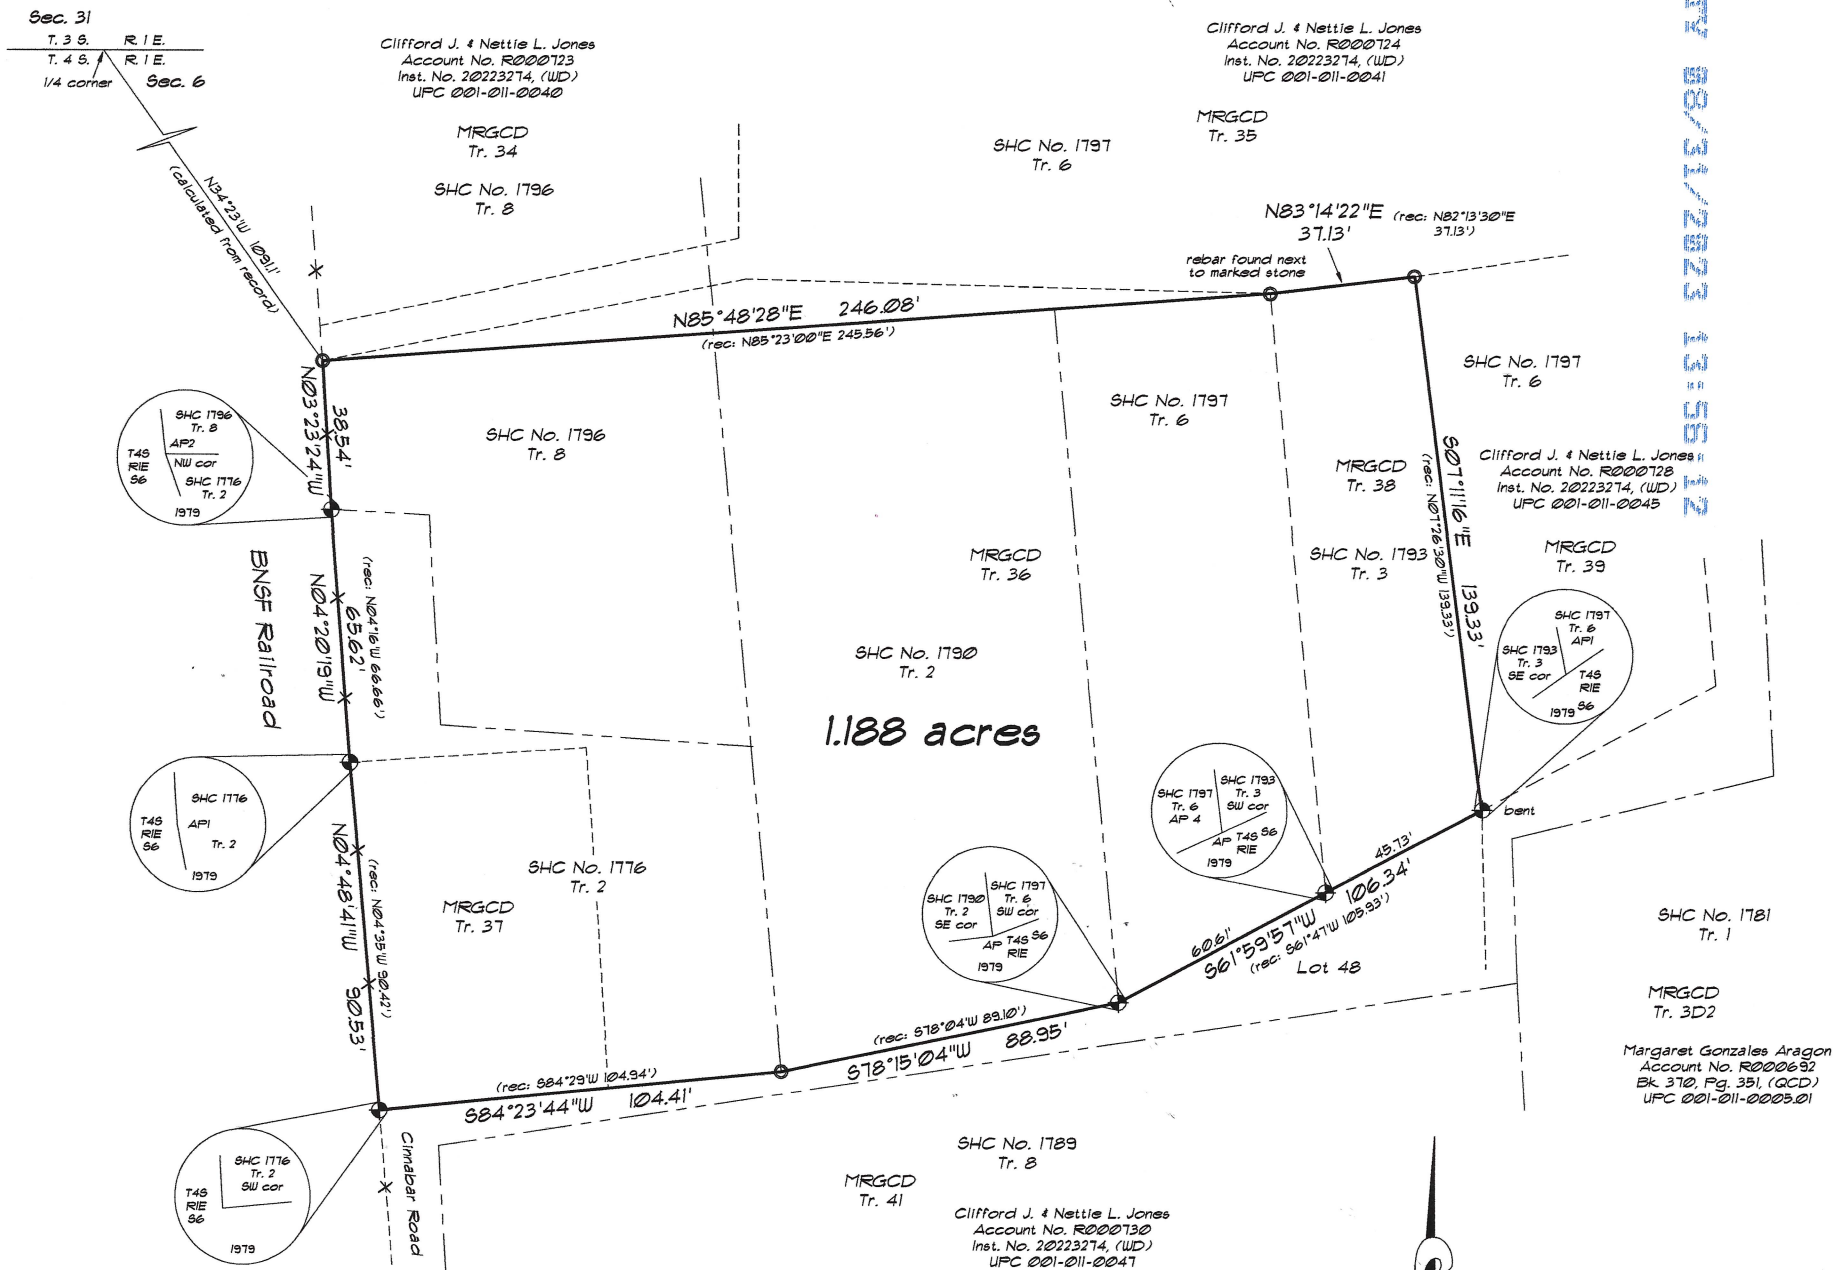 Sec. 31
T. 3 S. R. 1 E.
T. 4 S. R. 1 E.
1/4 corner Sec. 6
N34°23'W 1091.1'
(calculated from record)
Clifford J. & Nettie L. Jones
Account No. R000723
Inst. No. 20223274, (WD)
UPC 001-011-0040
MRGCD
Tr. 34
SHC No. 1796
Tr. 8
Clifford J. & Nettie L. Jones
Account No. R000724
Inst. No. 20223274, (WD)
UPC 001-011-0041
MRGCD
Tr. 35
SHC No. 1797
Tr. 6
08/31/2023 13:56:12
N83°14'22"E (rec: N82°13'30"E
37.13' 37.13')
rebar found next
to marked stone
N85°48'28"E 246.08'
(rec: N85°23'00"E 245.56')
SHC No. 1797
Tr. 6
N03°23'24"W
38.54'
SHC 1796
Tr. 8
AP2
NW cor
T4S
R1E
S6
SHC 1776
Tr. 2
1979
SHC No. 1796
Tr. 8
SHC No. 1797
Tr. 6
MRGCD
Tr. 38
S07°11'16"E 139.33'
(rec: N07°26'30"W 139.33')
Clifford J. & Nettie L. Jones
Account No. R000728
Inst. No. 20223274, (WD)
UPC 001-011-0045
MRGCD
Tr. 39
BNSF Railroad
N04°20'19"W
65.62'
(rec: N04°16'W 66.66')
MRGCD
Tr. 36
SHC No. 1793
Tr. 3
SHC 1797
Tr. 6
AP1
SHC 1793
Tr. 3
SE cor
T4S
R1E
S6
1979
SHC No. 1790
Tr. 2
1.188 acres
SHC 1776
AP1
T4S
R1E
S6
Tr. 2
1979
N04°48'41"W 90.53'
(rec: N04°35'W 90.42')
SHC No. 1776
Tr. 2
MRGCD
Tr. 37
SHC 1793
Tr. 3
SW cor
SHC 1797
Tr. 6
AP 4
AP T4S S6
R1E
1979
bent
45.73'
S61°59'57"W 106.34'
(rec: S61°47'W 105.93')
60.61'
Lot 48
SHC 1790
Tr. 2
SE cor
SHC 1797
Tr. 6
SW cor
AP T4S S6
R1E
1979
SHC No. 1781
Tr. 1
MRGCD
Tr. 3D2
Margaret Gonzales Aragon
Account No. R000692
Bk. 370, Pg. 351, (QCD)
UPC 001-011-0005.01
(rec: S78°04'W 89.10')
S78°15'04"W 88.95'
(rec: S84°29'W 104.94')
S84°23'44"W 104.41'
Cinnabar Road
SHC 1776
Tr. 2
SW cor
T4S
R1E
S6
1979
SHC No. 1789
Tr. 8
MRGCD
Tr. 41
Clifford J. & Nettie L. Jones
Account No. R000730
Inst. No. 20223274, (WD)
UPC 001-011-0047